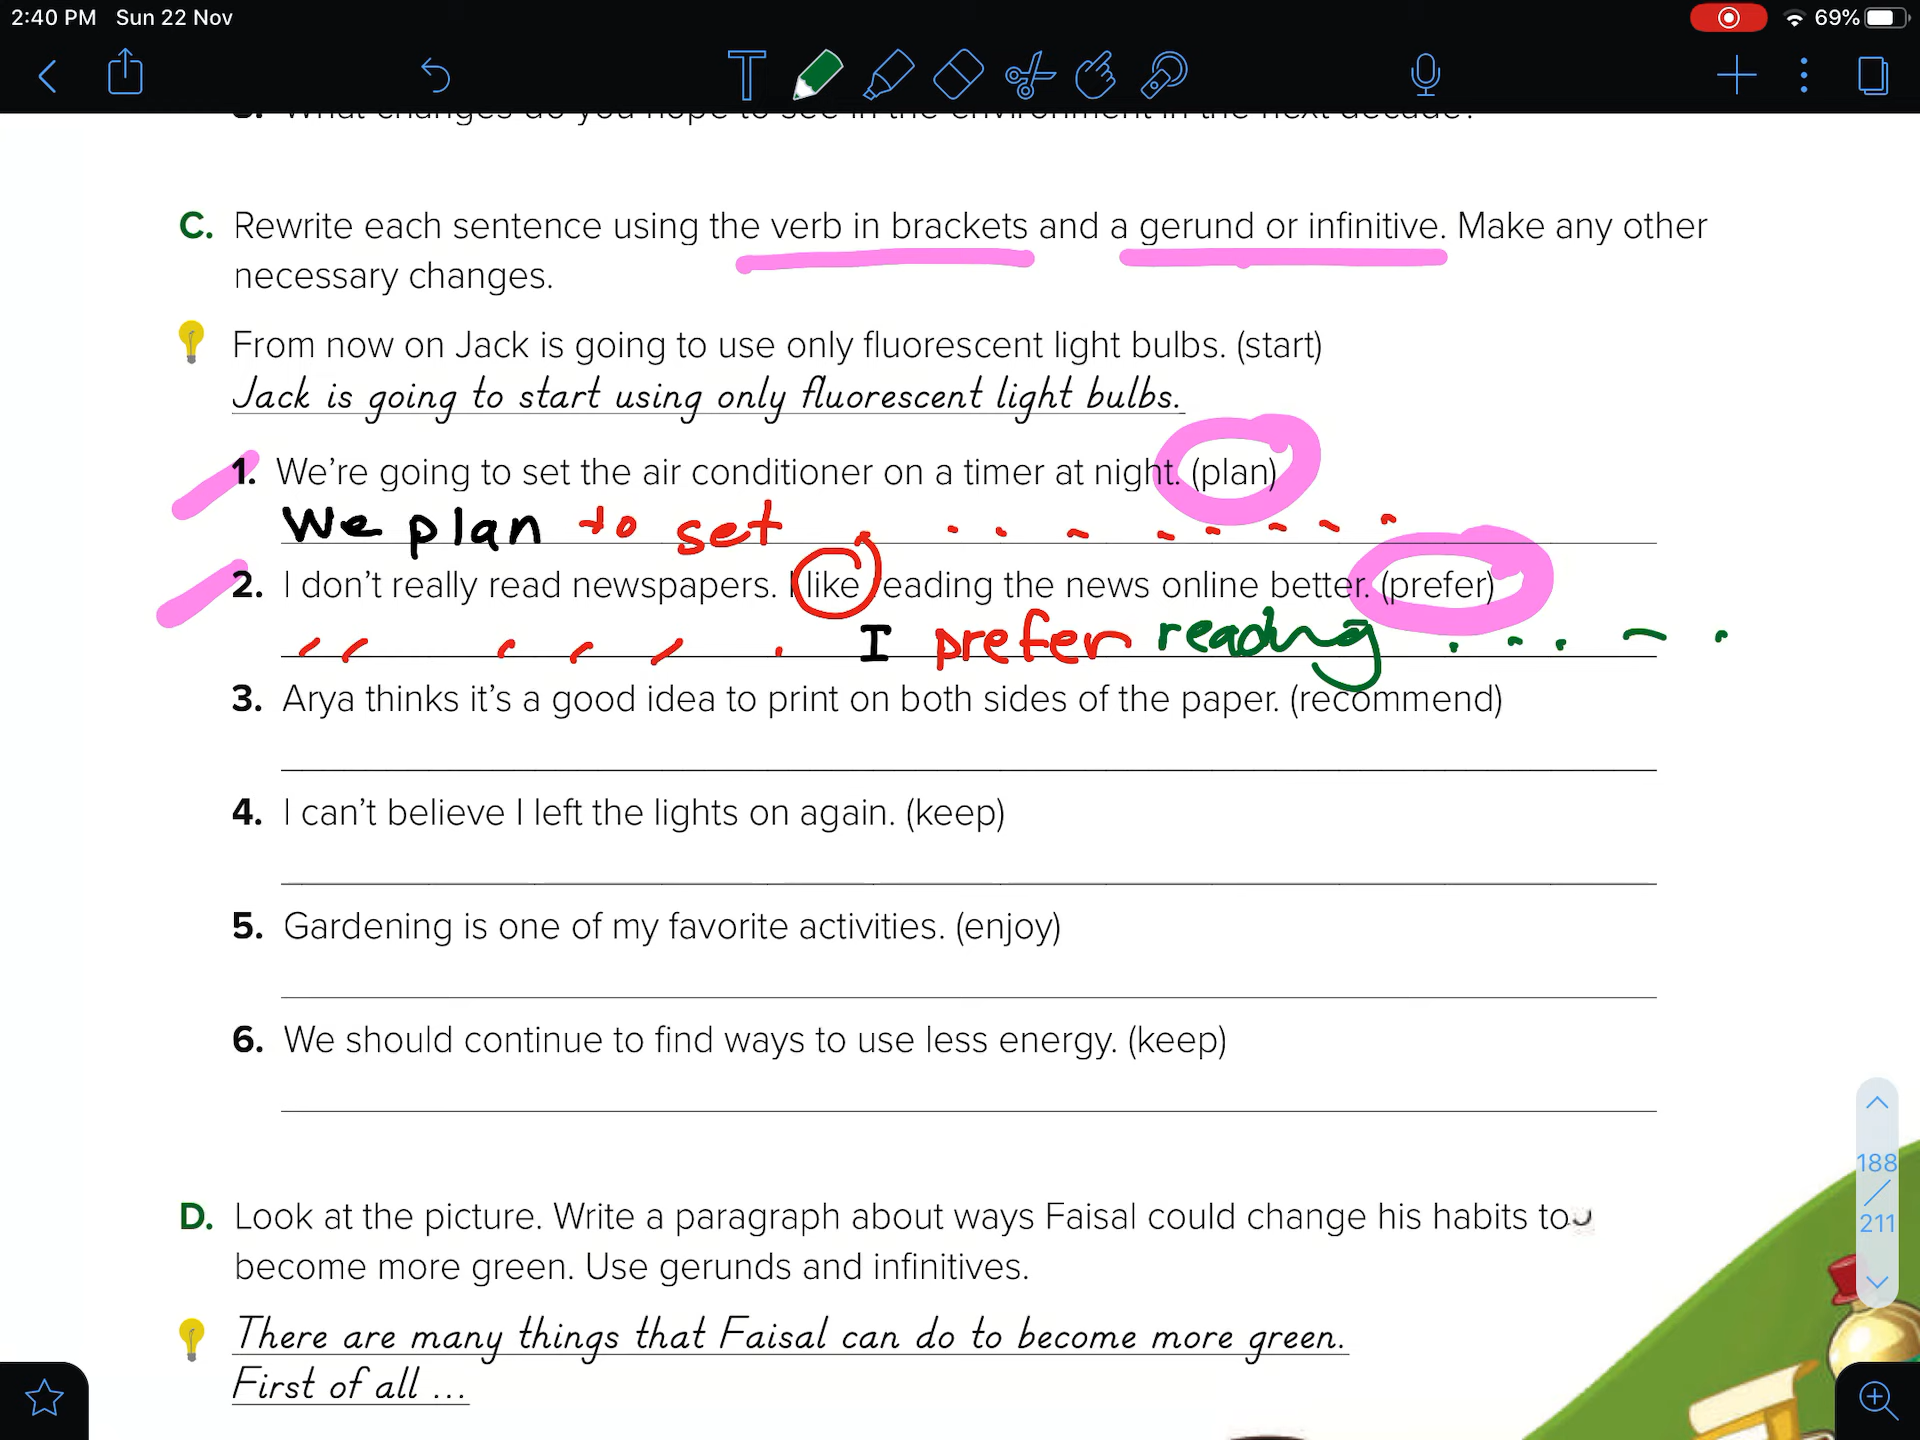 2:40 PM Sun 22 Nov
69%
C. Rewrite each sentence using the verb in brackets and a gerund or infinitive. Make any other
necessary changes.
From now on Jack is going to use only fluorescent light bulbs. (start)
Jack is going to start using only fluorescent light bulbs.
1. We're going to set the air conditioner on a timer at night. (plan)
We plan to set
2. I don't really read newspapers. I like reading the news online better. (prefer)
I prefer reading
3. Arya thinks it's a good idea to print on both sides of the paper. (recommend)
4. I can't believe I left the lights on again. (keep)
5. Gardening is one of my favorite activities. (enjoy)
6. We should continue to find ways to use less energy. (keep)
D. Look at the picture. Write a paragraph about ways Faisal could change his habits to
become more green. Use gerunds and infinitives.
There are many things that Faisal can do to become more green.
First of all ...
188
/
211